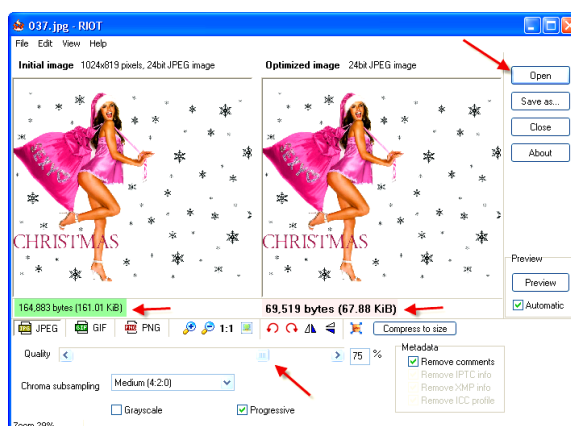 037.jpg - RIOT
File Edit View Help
Initial image 1024x819 pixels, 24bit JPEG image
Optimized image 24bit JPEG image
Open
Save as...
Close
About
CHRISTMAS
CHRISTMAS
Preview
Preview
Automatic
164,883 bytes (161.01 KiB)
69,519 bytes (67.88 KiB)
JPEG GIF PNG 1:1 Compress to size
Quality 75 %
Metadata
Remove comments
Remove IPTC info
Remove XMP info
Remove ICC profile
Chroma subsampling Medium (4:2:0)
Grayscale Progressive
Zoom 29%